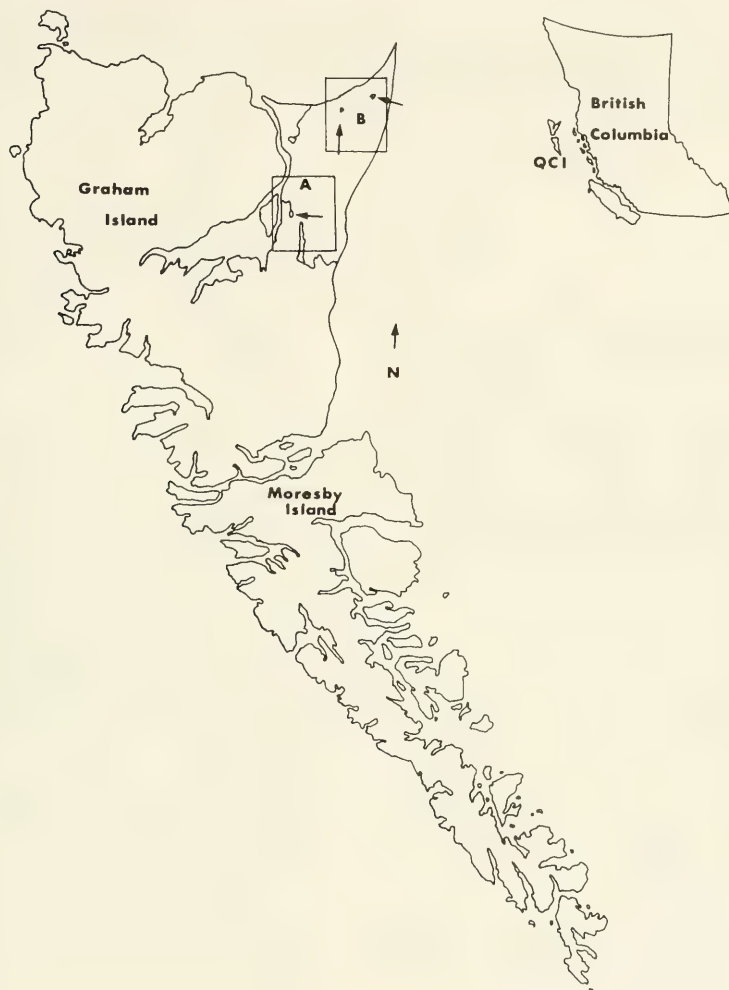 B
A
Graham
Island
N
Moresby
Island
British
Columbia
QCI